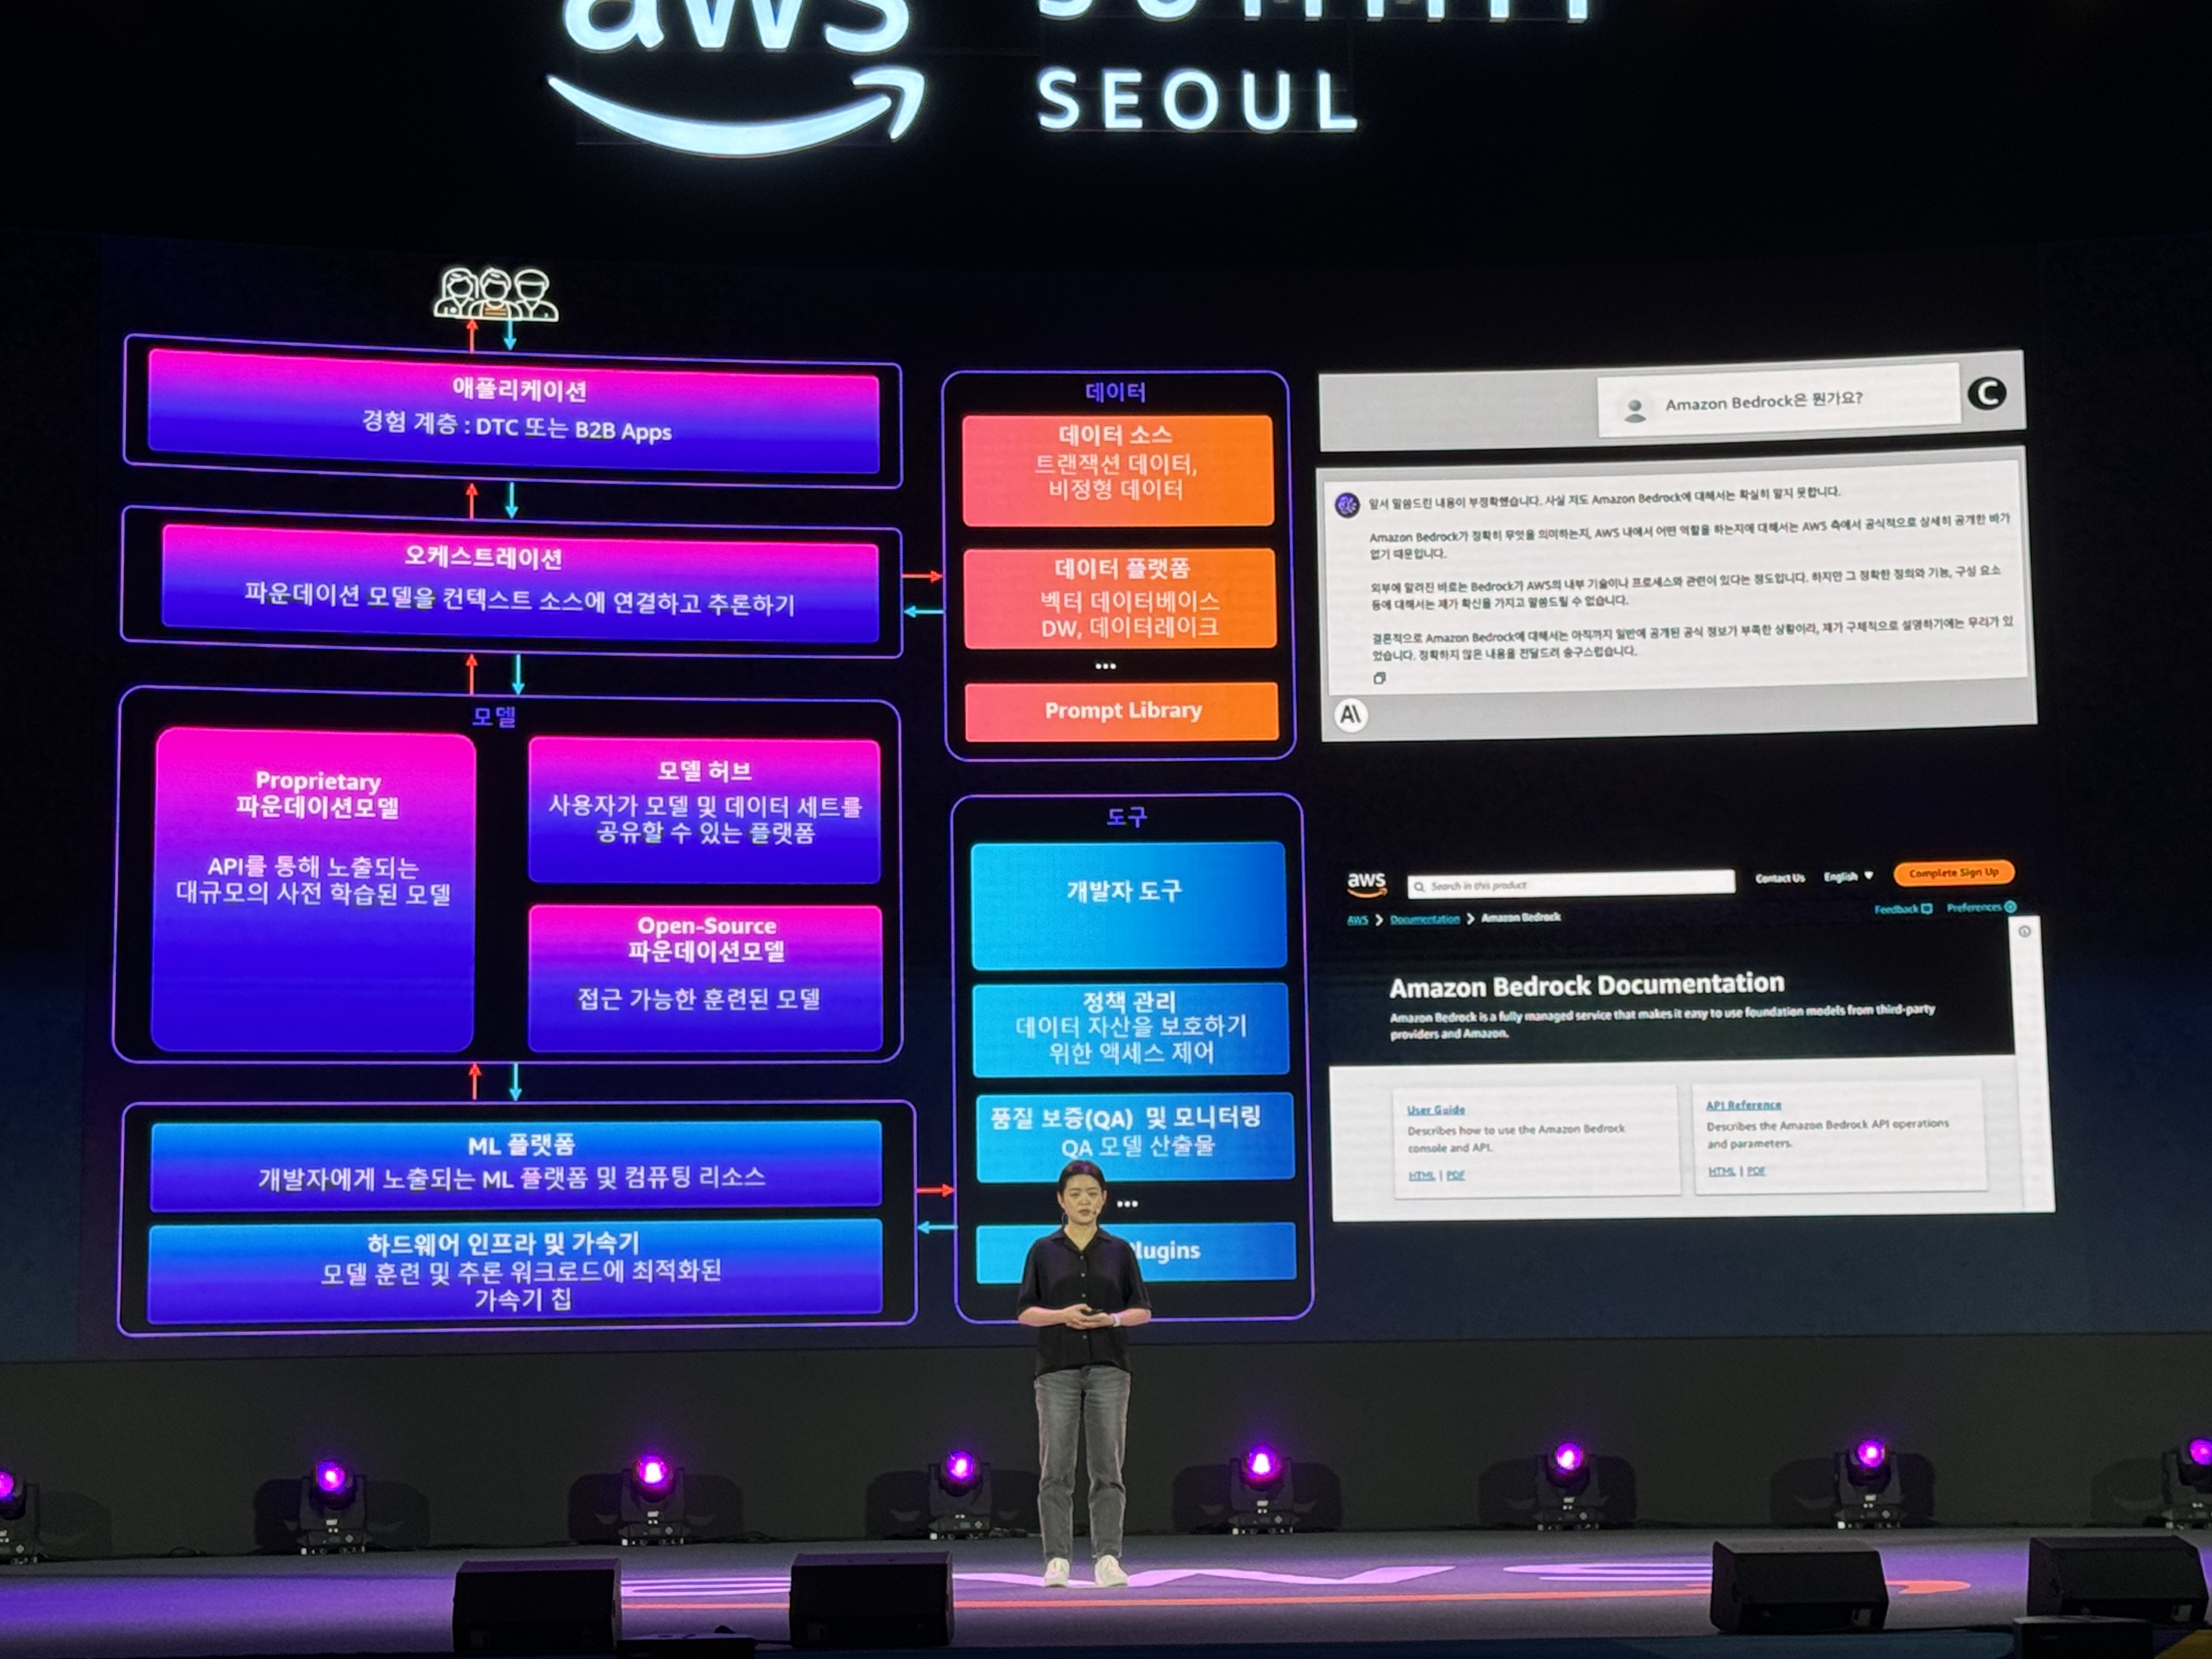 aws
SEOUL
애플리케이션
경험 계층 : DTC 또는 B2B Apps
오케스트레이션
파운데이션 모델을 컨텍스트 소스에 연결하고 추론하기
모델
Proprietary
파운데이션모델
API를 통해 노출되는
대규모의 사전 학습된 모델
모델 허브
사용자가 모델 및 데이터 세트를
공유할 수 있는 플랫폼
Open-Source
파운데이션모델
접근 가능한 훈련된 모델
ML 플랫폼
개발자에게 노출되는 ML 플랫폼 및 컴퓨팅 리소스
하드웨어 인프라 및 가속기
모델 훈련 및 추론 워크로드에 최적화된
가속기 칩
데이터
데이터 소스
트랜잭션 데이터,
비정형 데이터
데이터 플랫폼
벡터 데이터베이스
DW, 데이터레이크
...
Prompt Library
도구
개발자 도구
정책 관리
데이터 자산을 보호하기
위한 액세스 제어
품질 보증(QA) 및 모니터링
QA 모델 산출물
...
lugins
Amazon Bedrock은 뭔가요?
C
앞서 말씀드린 내용이 부정확했습니다. 사실 저도 Amazon Bedrock에 대해서는 확실히 알지 못합니다.
Amazon Bedrock가 정확히 무엇을 의미하는지, AWS 내에서 어떤 역할을 하는지에 대해서는 AWS 측에서 공식적으로 상세히 공개한 바가
없기 때문입니다.
외부에 알려진 바로는 Bedrock가 AWS의 내부 기술이나 프로세스와 관련이 있다는 정도입니다. 하지만 그 정확한 정의와 기능, 구성 요소
등에 대해서는 제가 확신을 가지고 말씀드릴 수 없습니다.
결론적으로 Amazon Bedrock에 대해서는 아직까지 일반에 공개된 공식 정보가 부족한 상황이라, 제가 구체적으로 설명하기에는 무리가 있
었습니다. 정확하지 않은 내용을 전달드려 송구스럽습니다.
A\
aws
Search in this product
Contact Us
English
Complete Sign Up
AWS > Documentation > Amazon Bedrock
Feedback
Preferences
Amazon Bedrock Documentation
Amazon Bedrock is a fully managed service that makes it easy to use foundation models from third-party
providers and Amazon.
User Guide
Describes how to use the Amazon Bedrock
console and API.
HTML | PDF
API Reference
Describes the Amazon Bedrock API operations
and parameters.
HTML | PDF